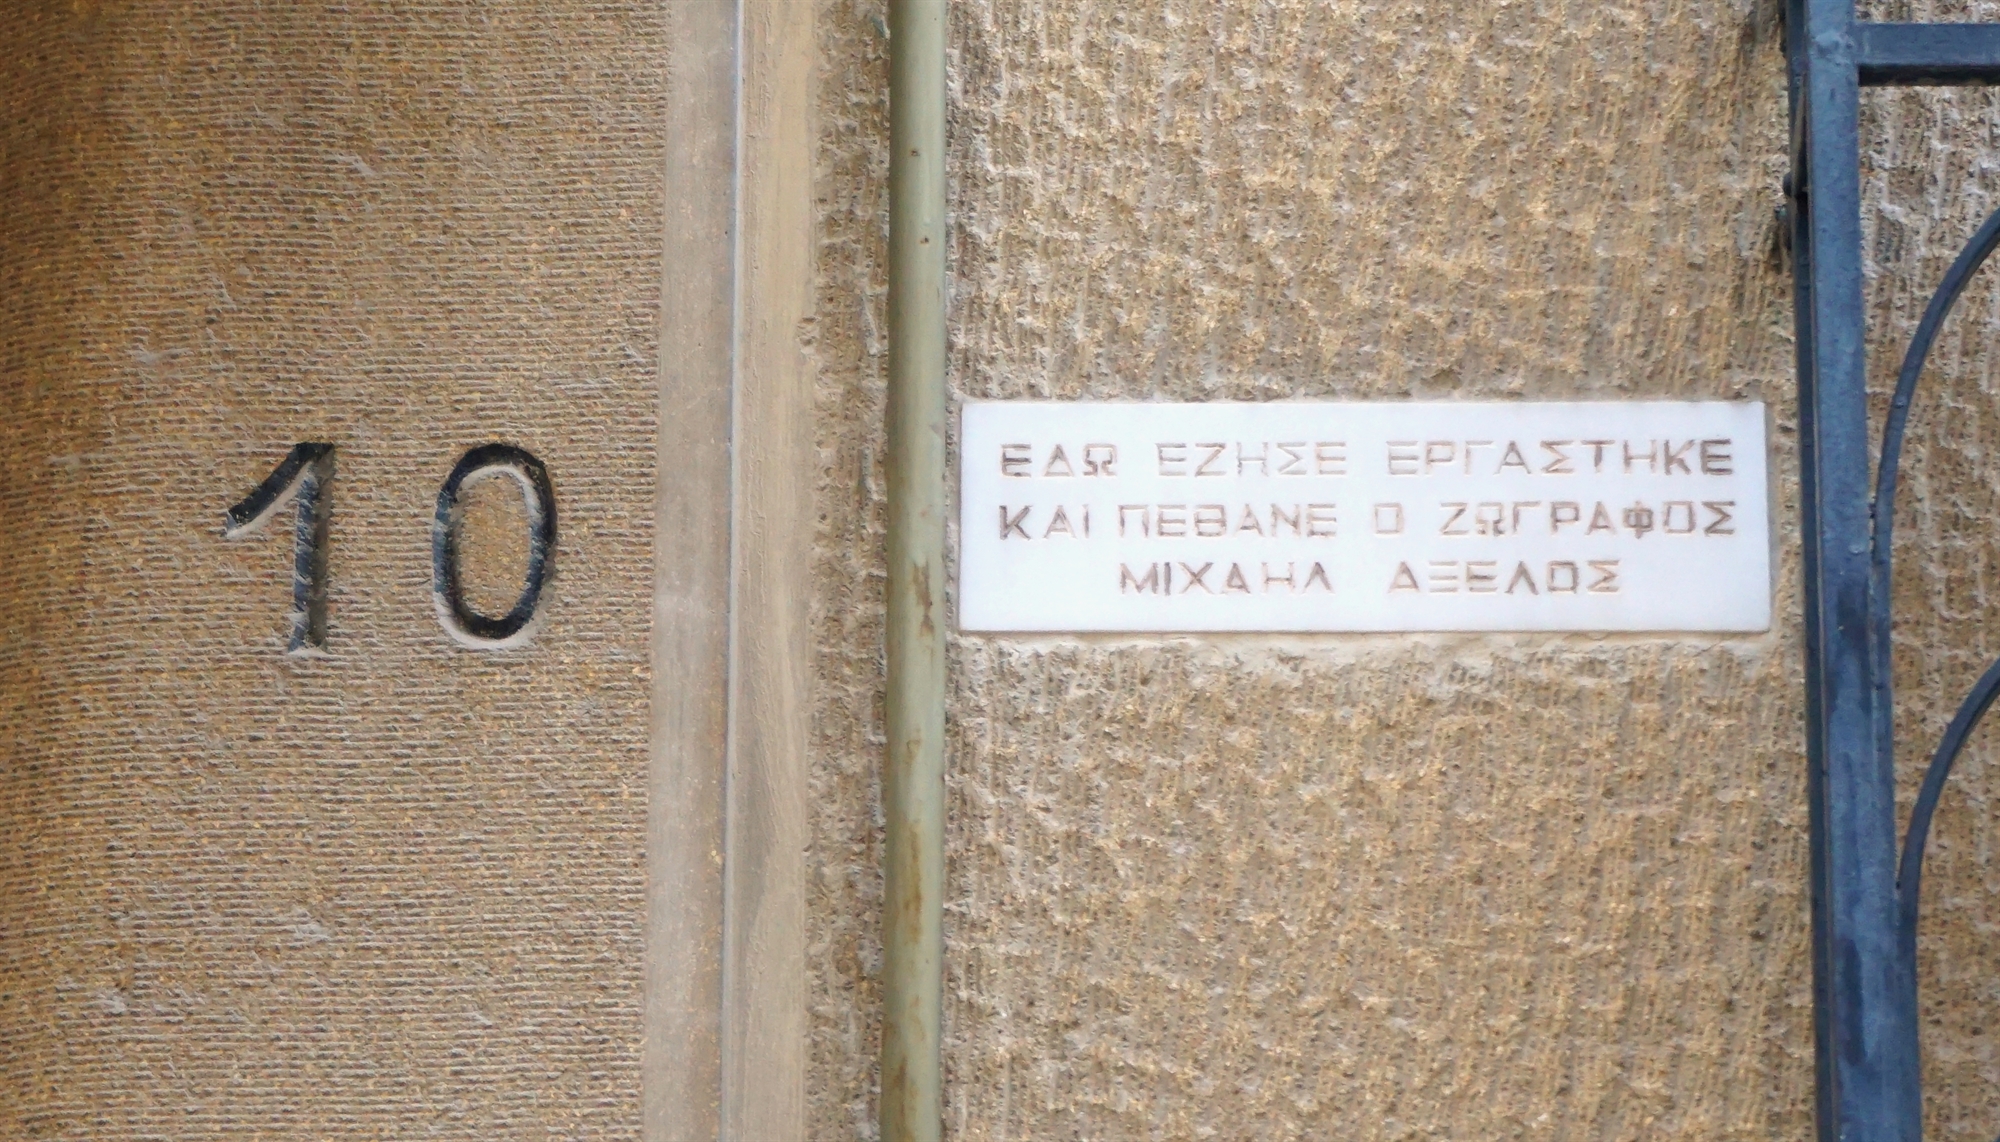 10
ΕΔΩ ΕΖΗΣΕ ΕΡΓΑΣΤΗΚΕ
ΚΑΙ ΠΕΘΑΝΕ Ο ΖΩΓΡΑΦΟΣ
ΜΙΧΑΗΛ ΑΞΕΛΟΣ